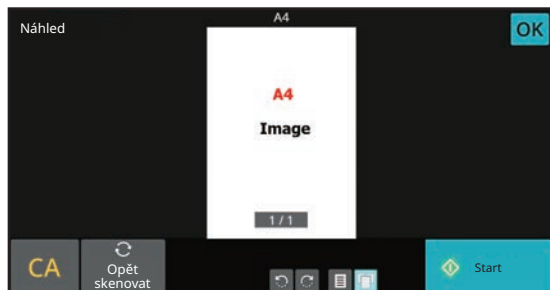 A4
Náhled
OK
A4
Image
1 / 1
CA
Opět
skenovat
Start